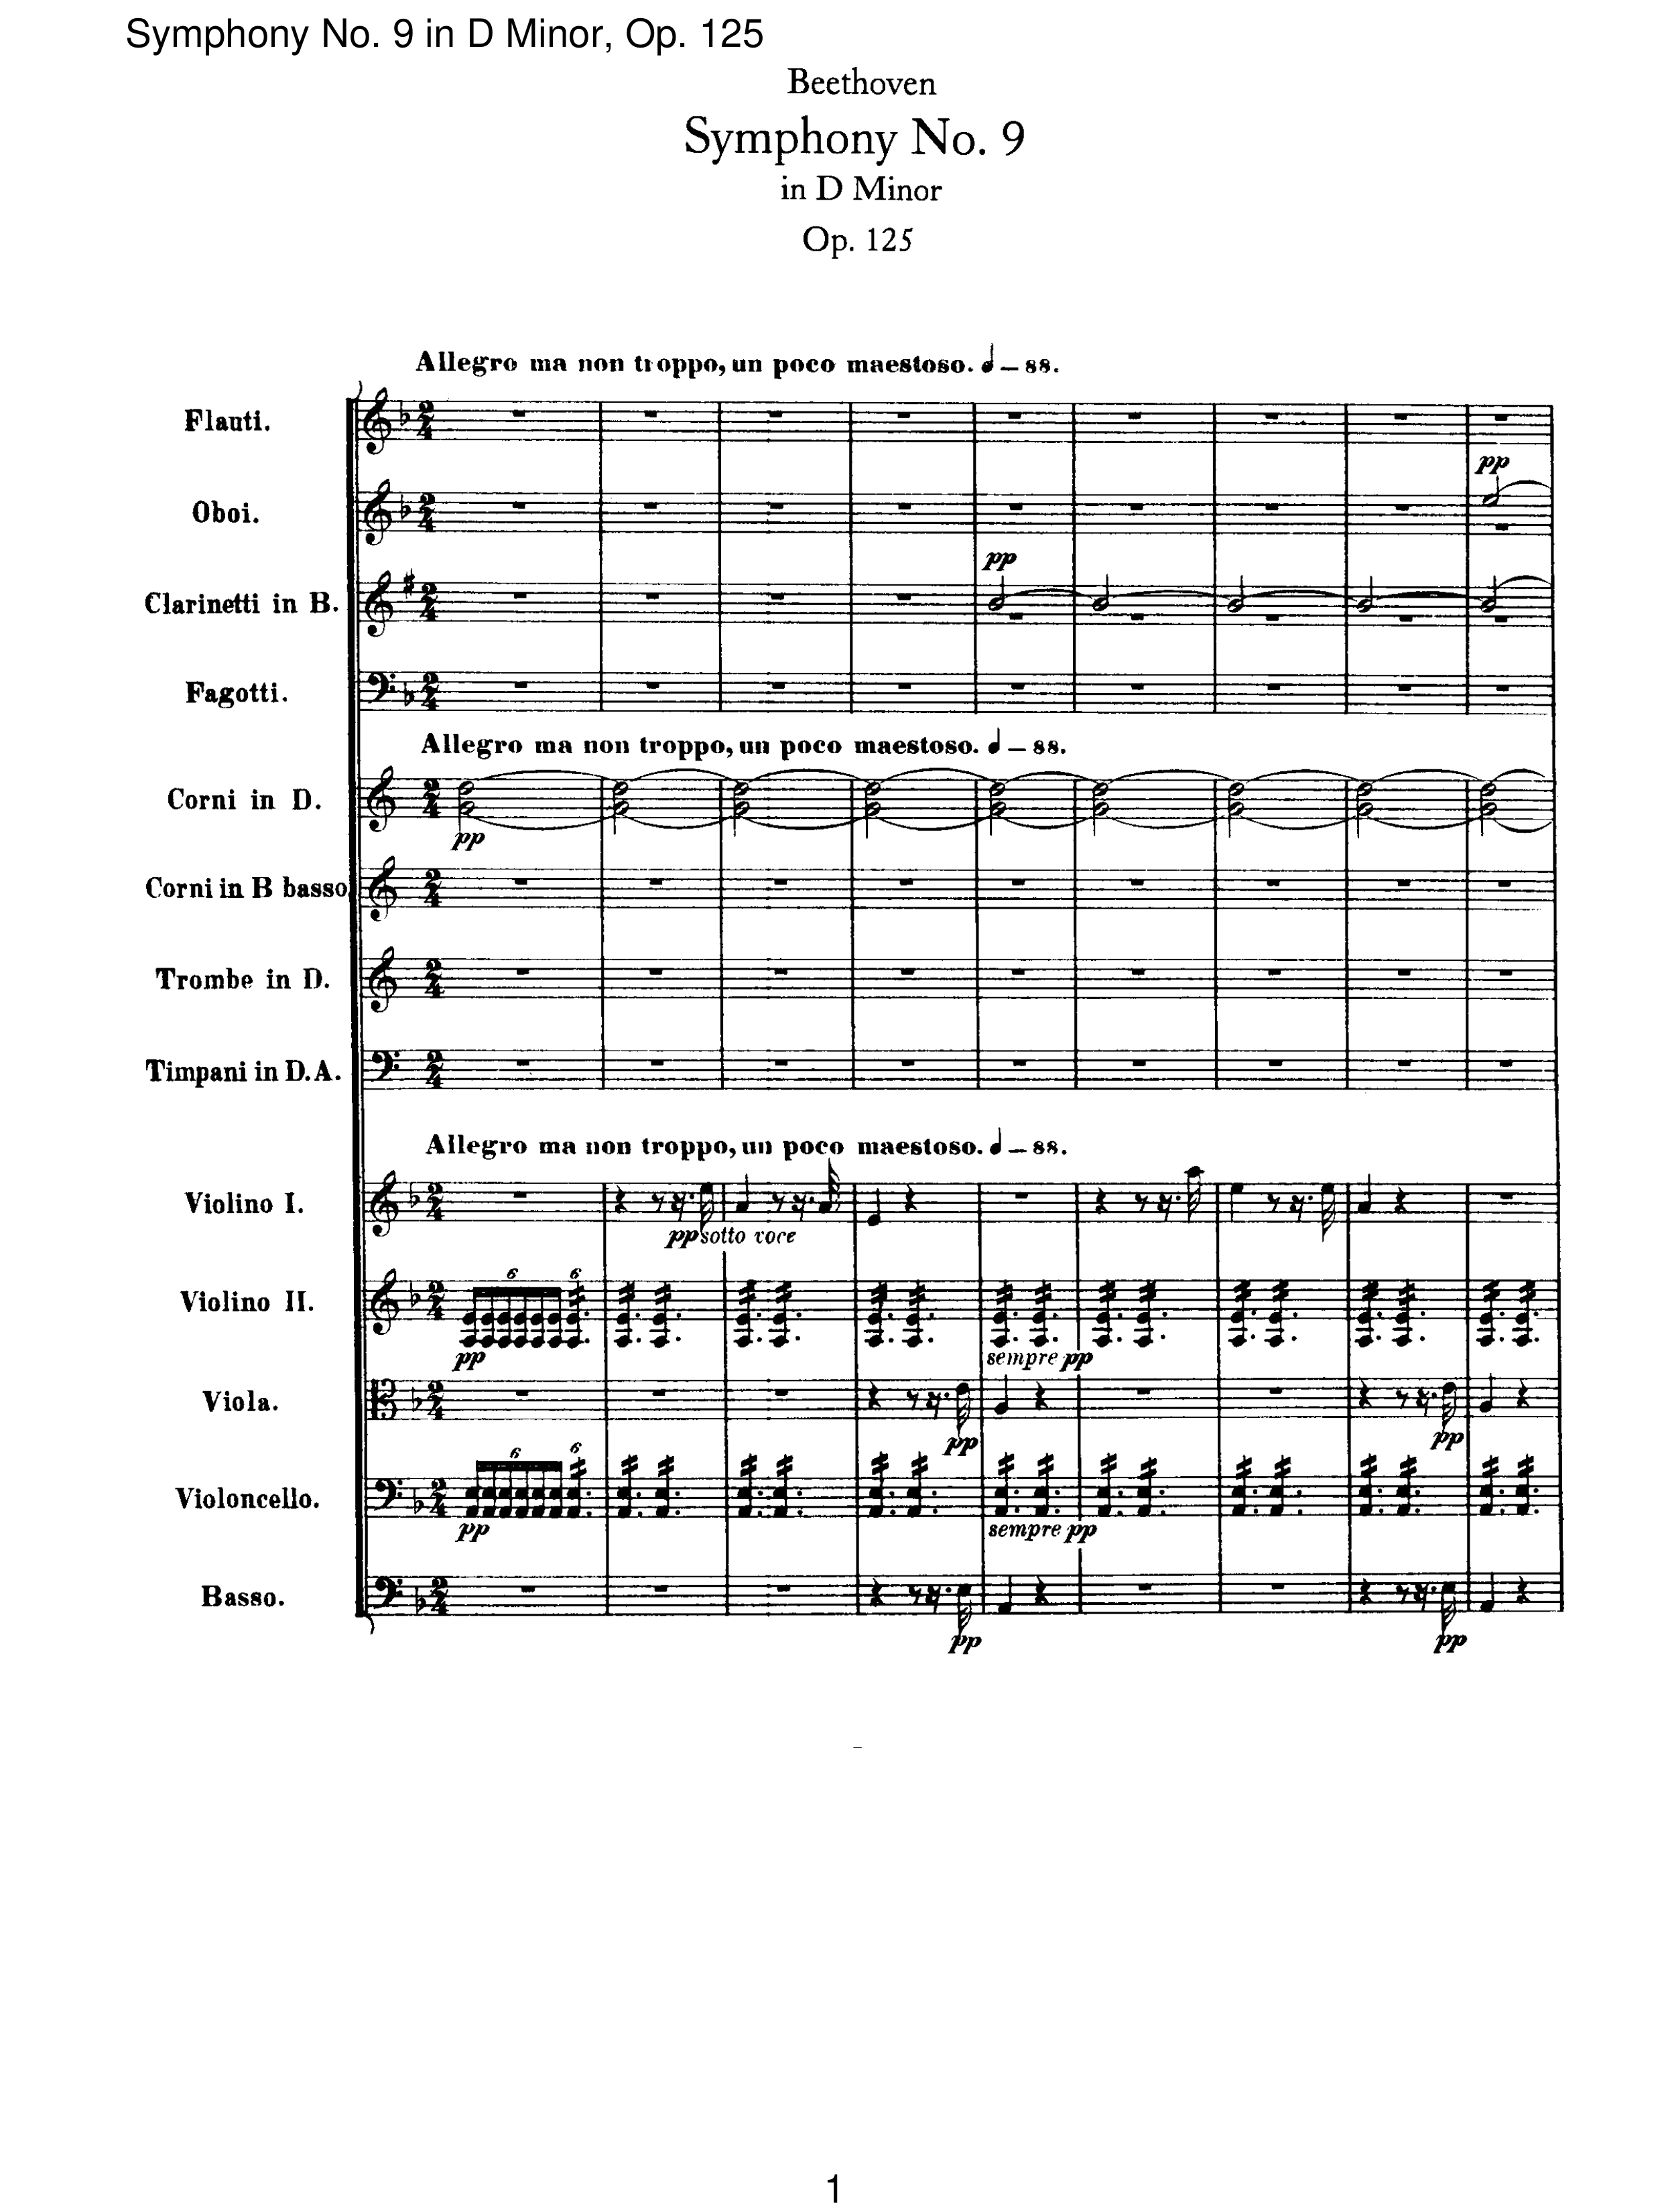 Symphony No. 9 in D Minor, Op. 125
Beethoven
Symphony No. 9
in D Minor
Op. 125
Allegro ma non troppo, un poco maestoso. ♩ – 88.
Flauti.
pp
Oboi.
pp
Clarinetti in B.
Fagotti.
Allegro ma non troppo, un poco maestoso. ♩ – 88.
Corni in D.
pp
Corni in B basso
Trombe in D.
Timpani in D. A.
Allegro ma non troppo, un poco maestoso. ♩ – 88.
Violino I.
pp sotto voce
6 6
Violino II.
pp sempre pp
Viola.
pp pp
6 6
Violoncello.
pp sempre pp
Basso.
pp pp
1